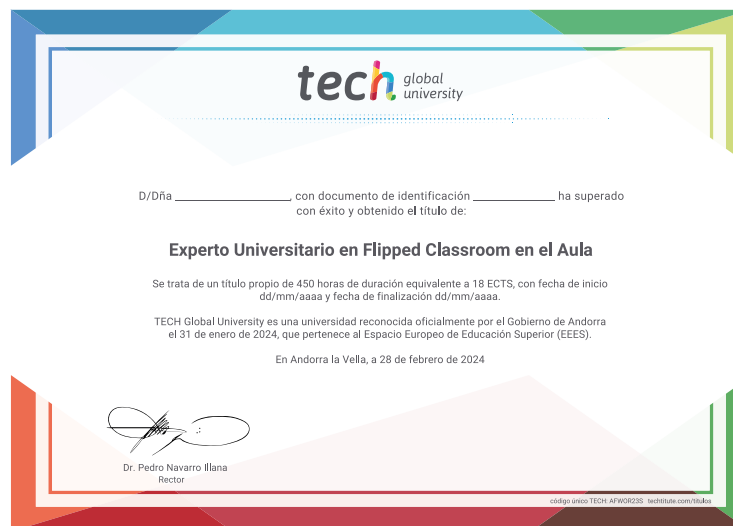 tech global university
D/Dña ____________________, con documento de identificación ______________ ha superado
con éxito y obtenido el título de:
Experto Universitario en Flipped Classroom en el Aula
Se trata de un título propio de 450 horas de duración equivalente a 18 ECTS, con fecha de inicio
dd/mm/aaaa y fecha de finalización dd/mm/aaaa.
TECH Global University es una universidad reconocida oficialmente por el Gobierno de Andorra
el 31 de enero de 2024, que pertenece al Espacio Europeo de Educación Superior (EEES).
En Andorra la Vella, a 28 de febrero de 2024
Dr. Pedro Navarro Illana
Rector
código único TECH: AFWOR23S techtitute.com/titulos